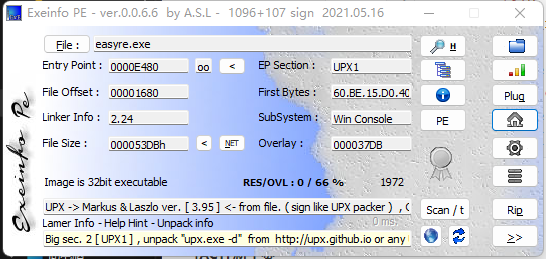 Exeinfo PE - ver.0.0.6.6 by A.S.L - 1096+107 sign 2021.05.16
File : easyre.exe
Entry Point : 0000E480 oo < EP Section : UPX1
File Offset : 00001680 First Bytes : 60.BE.15.D0.40
Linker Info : 2.24 SubSystem : Win Console
File Size : 000053DBh < NET Overlay : 000037DB
Image is 32bit executable RES/OVL : 0 / 66 % 1972
UPX -> Markus & Laszlo ver. [ 3.95 ] <- from file. ( sign like UPX packer ) , C
Lamer Info - Help Hint - Unpack info 0 ms.
Big sec. 2 [ UPX1 ] , unpack "upx.exe -d" from http://upx.github.io or any
H
Plug
PE
Scan / t Rip
>>
Exeinfo Pe